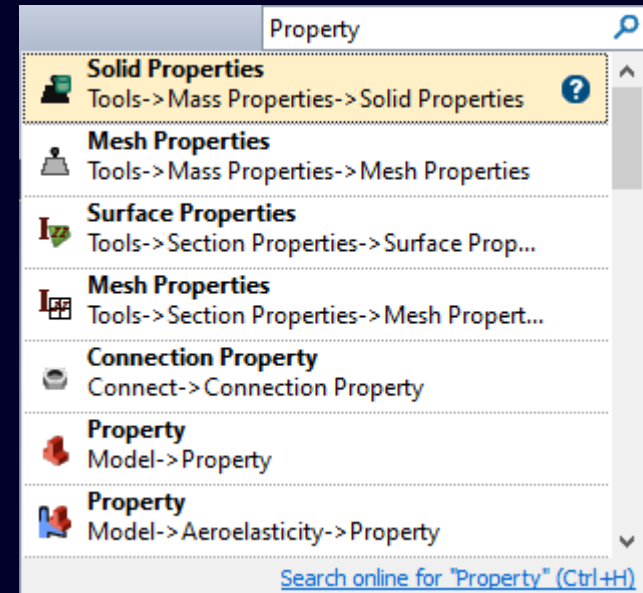 Property
Solid Properties
Tools->Mass Properties->Solid Properties
Mesh Properties
Tools->Mass Properties->Mesh Properties
Surface Properties
Tools->Section Properties->Surface Prop...
Mesh Properties
Tools->Section Properties->Mesh Propert...
Connection Property
Connect->Connection Property
Property
Model->Property
Property
Model->Aeroelasticity->Property
Search online for "Property" (Ctrl+H)